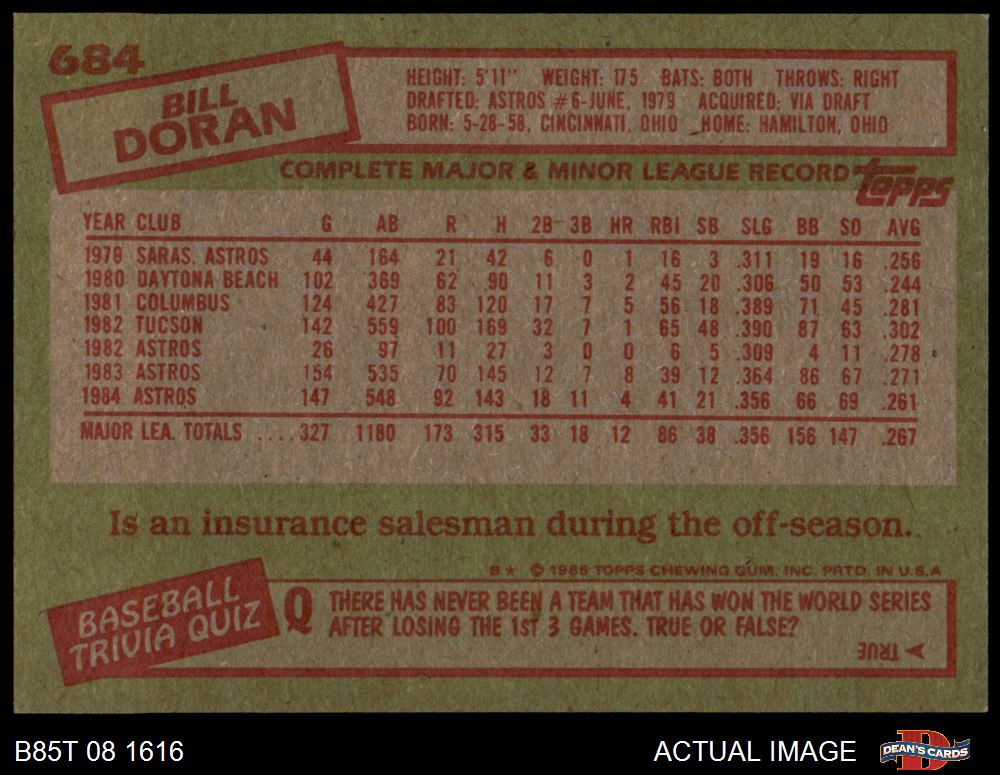 684
BILL
DORAN
HEIGHT: 5'11" WEIGHT: 175 BATS: BOTH THROWS: RIGHT
DRAFTED: ASTROS #6-JUNE, 1979 ACQUIRED: VIA DRAFT
BORN: 5-28-58, CINCINNATI, OHIO HOME: HAMILTON, OHIO
COMPLETE MAJOR & MINOR LEAGUE RECORD topps
YEAR CLUB G AB R H 2B 3B HR RBI SB SLG BB SO AVG
1979 SARAS. ASTROS 44 164 21 42 6 0 1 16 3 .311 19 16 .256
1980 DAYTONA BEACH 102 369 62 90 11 3 2 45 20 .306 50 53 .244
1981 COLUMBUS 124 427 83 120 17 7 5 56 18 .389 71 45 .281
1982 TUCSON 142 559 100 169 32 7 1 65 48 .390 87 63 .302
1982 ASTROS 26 97 11 27 3 0 0 6 5 .309 4 11 .278
1983 ASTROS 154 535 70 145 12 7 8 39 12 .364 86 67 .271
1984 ASTROS 147 548 92 143 18 11 4 41 21 .356 66 69 .261
MAJOR LEA. TOTALS .... 327 1180 173 315 33 18 12 86 38 .356 156 147 .267
Is an insurance salesman during the off-season.
B★ © 1985 TOPPS CHEWING GUM, INC. PRTD. IN U.S.A
BASEBALL
TRIVIA QUIZ
Q THERE HAS NEVER BEEN A TEAM THAT HAS WON THE WORLD SERIES
AFTER LOSING THE 1ST 3 GAMES. TRUE OR FALSE?
TRUE
B85T 08 1616
ACTUAL IMAGE
D
DEAN'S CARDS